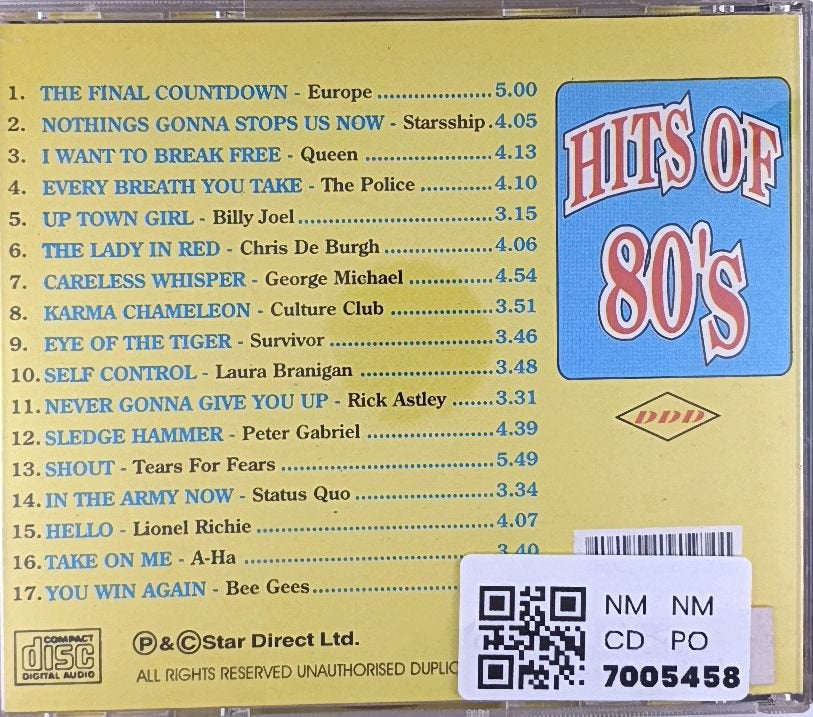 1. THE FINAL COUNTDOWN - Europe ....................5.00
2. NOTHINGS GONNA STOPS US NOW - Starsship.4.05
3. I WANT TO BREAK FREE - Queen ......................4.13
4. EVERY BREATH YOU TAKE - The Police ............4.10
5. UP TOWN GIRL - Billy Joel.................................3.15
6. THE LADY IN RED - Chris De Burgh ..................4.06
7. CARELESS WHISPER - George Michael ..............4.54
8. KARMA CHAMELEON - Culture Club .................3.51
9. EYE OF THE TIGER - Survivor ...........................3.46
10. SELF CONTROL - Laura Branigan .......................3.48
11. NEVER GONNA GIVE YOU UP - Rick Astley .......3.31
12. SLEDGE HAMMER - Peter Gabriel .....................4.39
13. SHOUT - Tears For Fears ....................................5.49
14. IN THE ARMY NOW - Status Quo .......................3.34
15. HELLO - Lionel Richie ........................................4.07
16. TAKE ON ME - A-Ha ...........................................3.40
17. YOU WIN AGAIN - Bee Gees........................
HITS OF
80'S
DDD
COMPACT
disc
DIGITAL AUDIO
Ⓟ&©Star Direct Ltd.
ALL RIGHTS RESERVED UNAUTHORISED DUPLIC
NM NM
CD PO
7005458